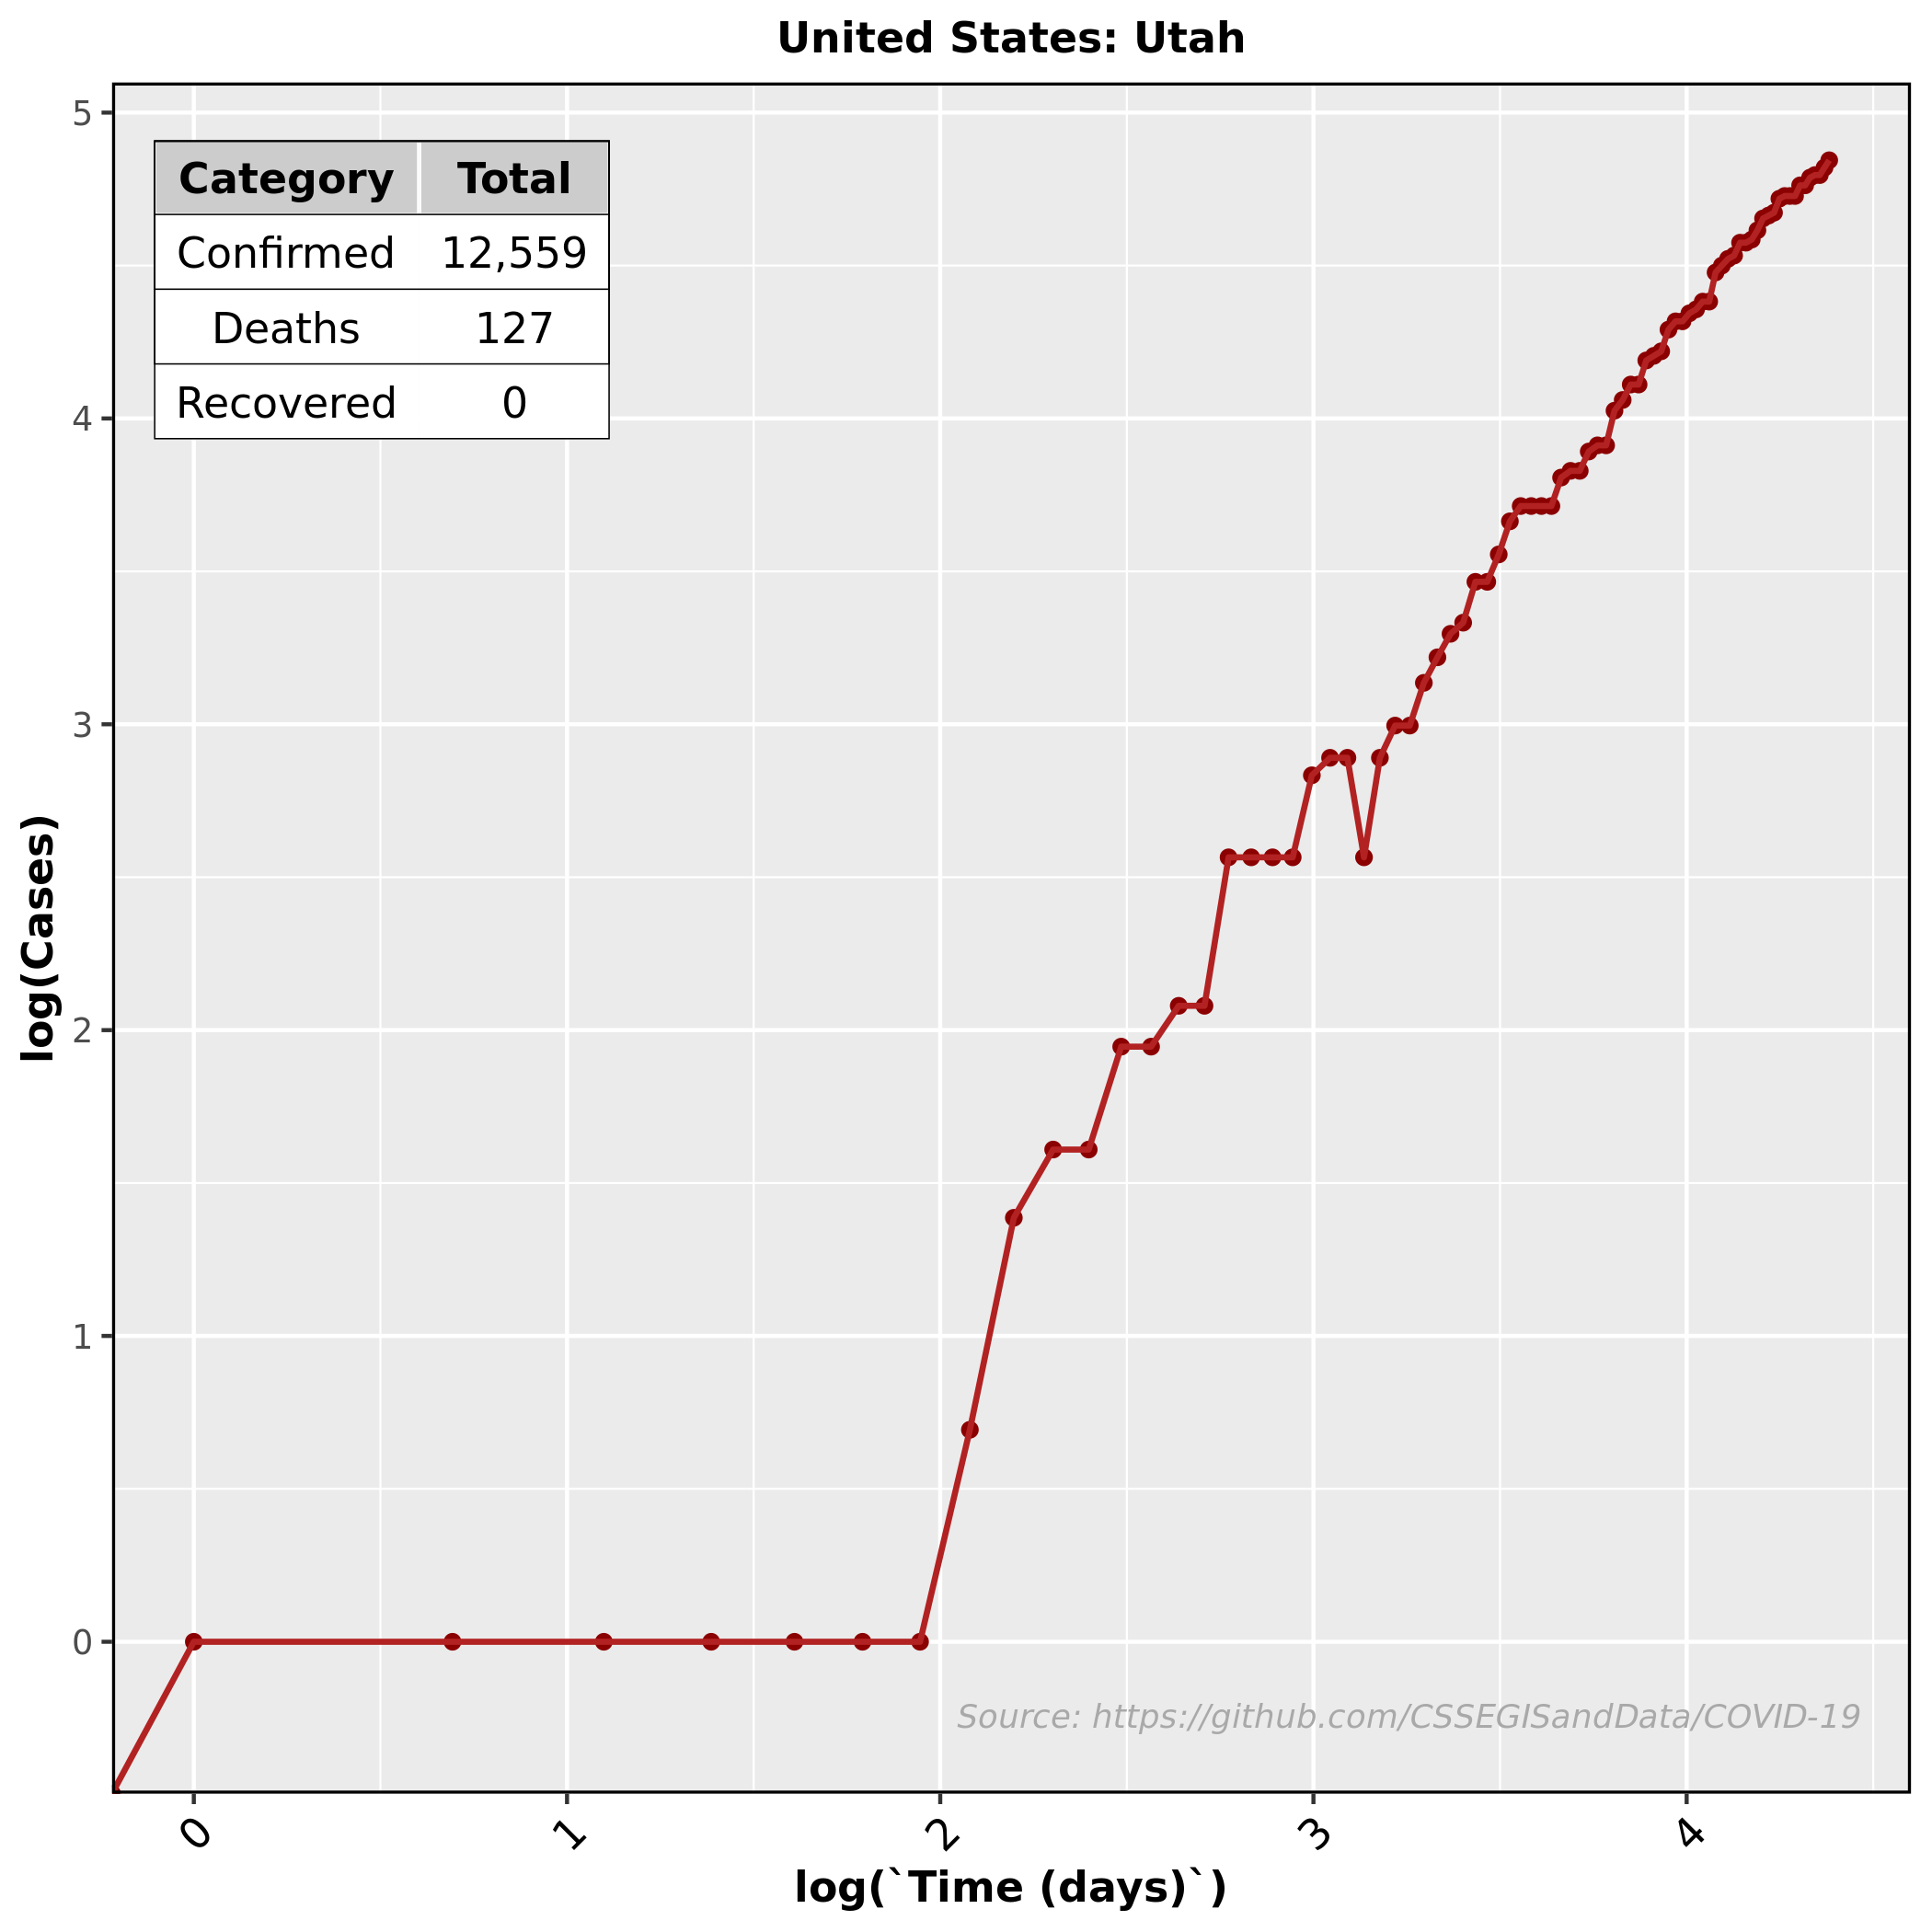 United States: Utah
5
4
3
2
1
0
Category Total
Confirmed 12,559
Deaths 127
Recovered 0
log(Cases)
Source: https://github.com/CSSEGISandData/COVID-19
0 1 2 3 4
log(`Time (days)`)